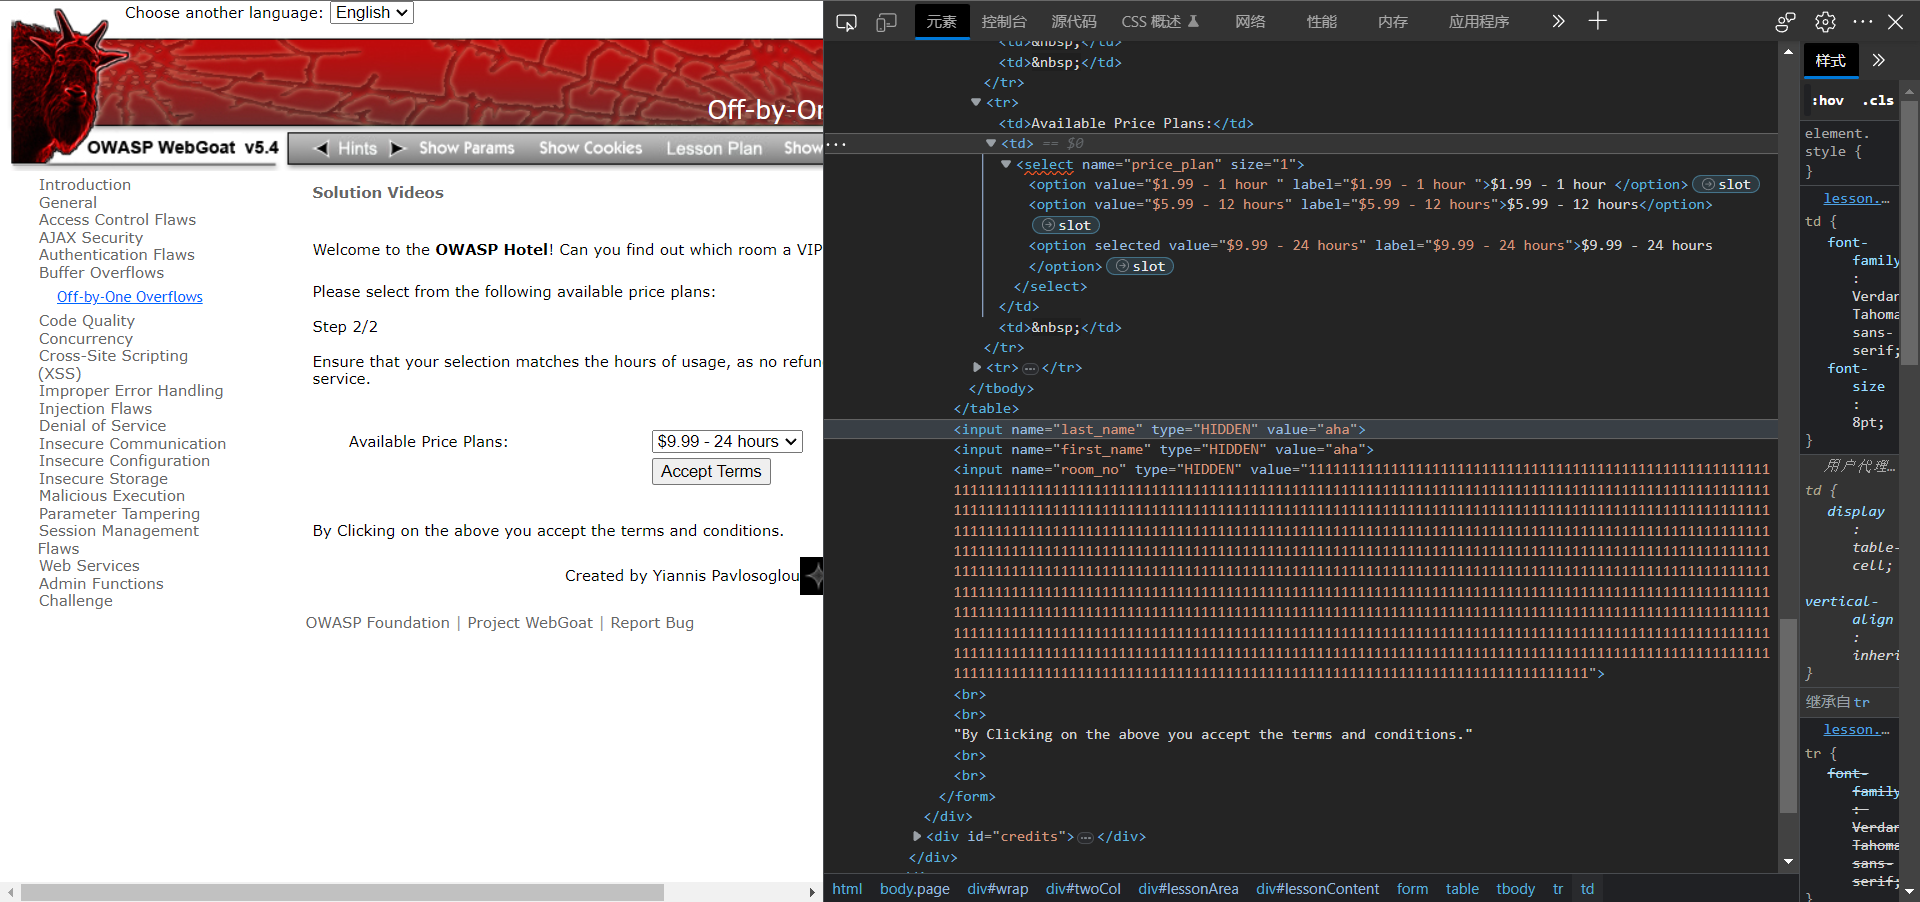 Choose another language: English
Off-by-On
OWASP WebGoat v5.4
Hints
Show Params
Show Cookies
Lesson Plan
Show
Introduction
General
Access Control Flaws
AJAX Security
Authentication Flaws
Buffer Overflows
Off-by-One Overflows
Code Quality
Concurrency
Cross-Site Scripting
(XSS)
Improper Error Handling
Injection Flaws
Denial of Service
Insecure Communication
Insecure Configuration
Insecure Storage
Malicious Execution
Parameter Tampering
Session Management
Flaws
Web Services
Admin Functions
Challenge
Solution Videos
Welcome to the OWASP Hotel! Can you find out which room a VIP
Please select from the following available price plans:
Step 2/2
Ensure that your selection matches the hours of usage, as no refun
service.
Available Price Plans:
$9.99 - 24 hours
Accept Terms
By Clicking on the above you accept the terms and conditions.
Created by Yiannis Pavlosoglou
OWASP Foundation | Project WebGoat | Report Bug
元素 控制台 源代码 CSS 概述 网络 性能 内存 应用程序
<td>&nbsp;</td>
<td>&nbsp;</td>
</tr>
<tr>
<td>Available Price Plans:</td>
<td> == $0
<select name="price_plan" size="1">
<option value="$1.99 - 1 hour " label="$1.99 - 1 hour ">$1.99 - 1 hour </option> slot
<option value="$5.99 - 12 hours" label="$5.99 - 12 hours">$5.99 - 12 hours</option>
slot
<option selected value="$9.99 - 24 hours" label="$9.99 - 24 hours">$9.99 - 24 hours
</option> slot
</select>
</td>
<td>&nbsp;</td>
</tr>
<tr>…</tr>
</tbody>
</table>
<input name="last_name" type="HIDDEN" value="aha">
<input name="first_name" type="HIDDEN" value="aha">
<input name="room_no" type="HIDDEN" value="
">
<br>
<br>
"By Clicking on the above you accept the terms and conditions."
<br>
<br>
</form>
</div>
<div id="credits">…</div>
</div>
html body.page div#wrap div#twoCol div#lessonArea div#lessonContent form table tbody tr td
样式
:hov .cls
element.
style {
}
lesson.…
td {
font-
family
:
Verdan
Tahoma
sans-
serif;
font-
size
:
8pt;
}
用户代理…
td {
display
:
table-
cell;
vertical-
align
:
inheri
}
继承自 tr
lesson.…
tr {
font-
family
:
Verdan
Tahoma
sans-
serif;
}